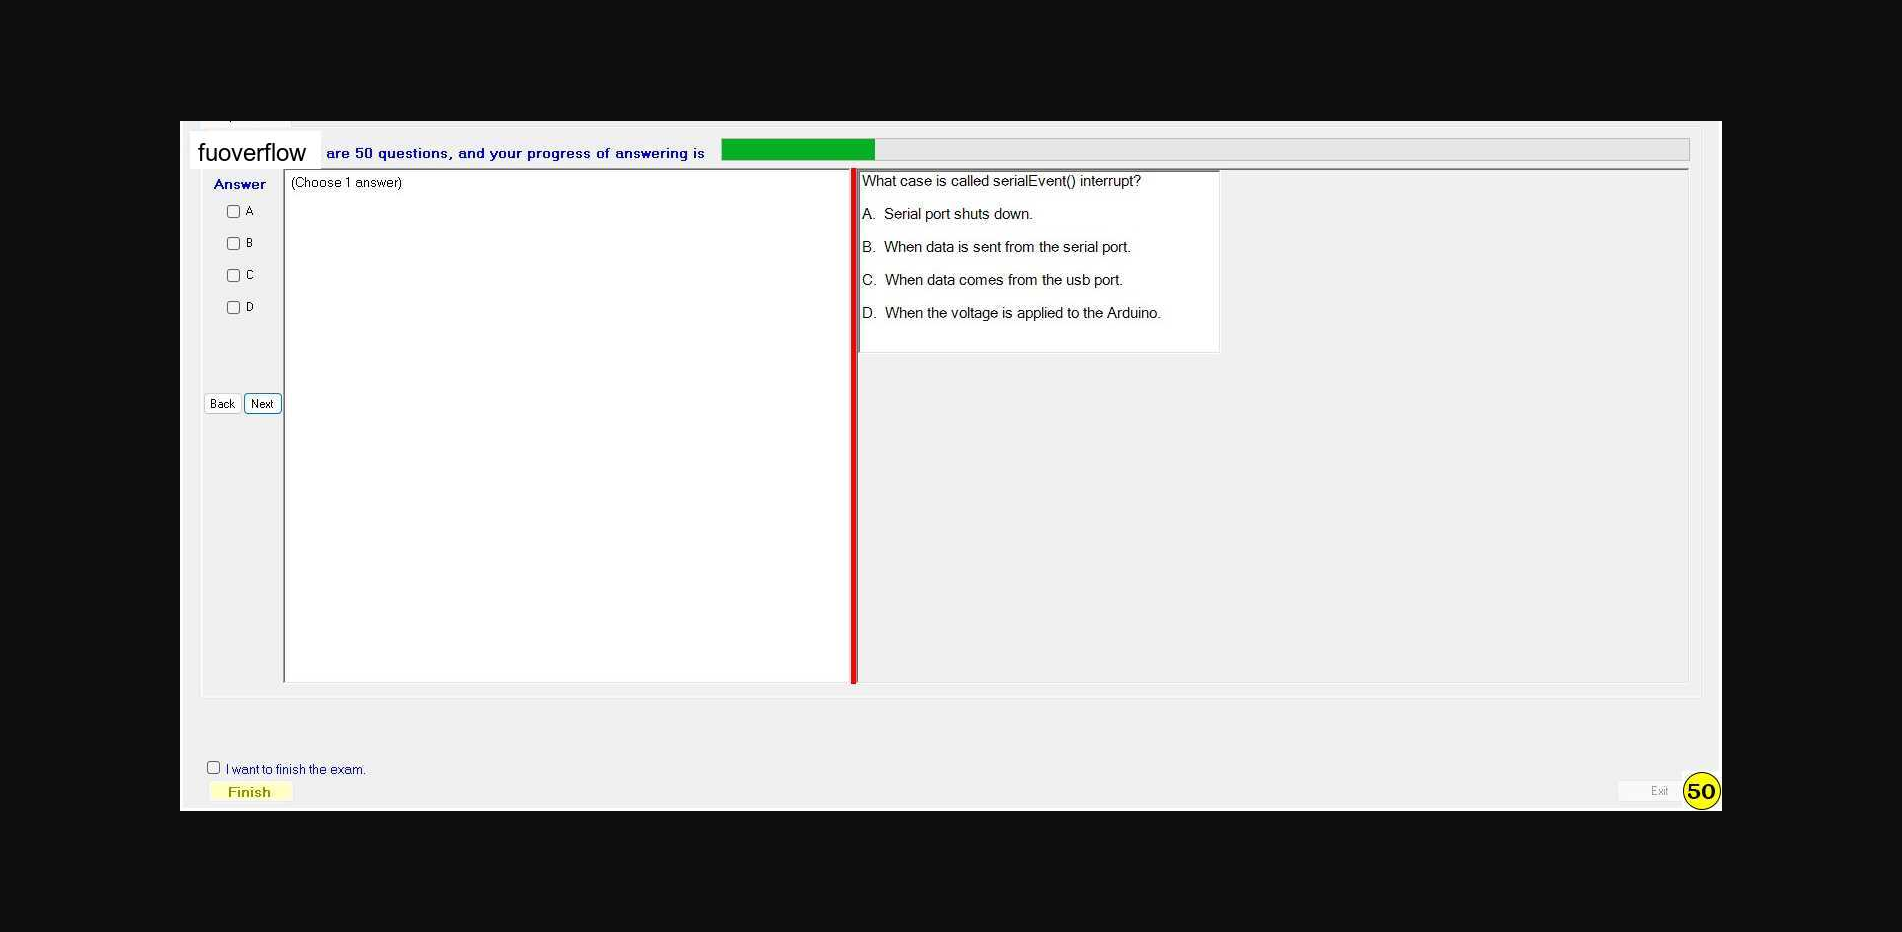 fuoverflow are 50 questions, and your progress of answering is
Answer
(Choose 1 answer)
A
B
C
D
Back Next
What case is called serialEvent() interrupt?
A. Serial port shuts down.
B. When data is sent from the serial port.
C. When data comes from the usb port.
D. When the voltage is applied to the Arduino.
I want to finish the exam.
Finish
Exit
50